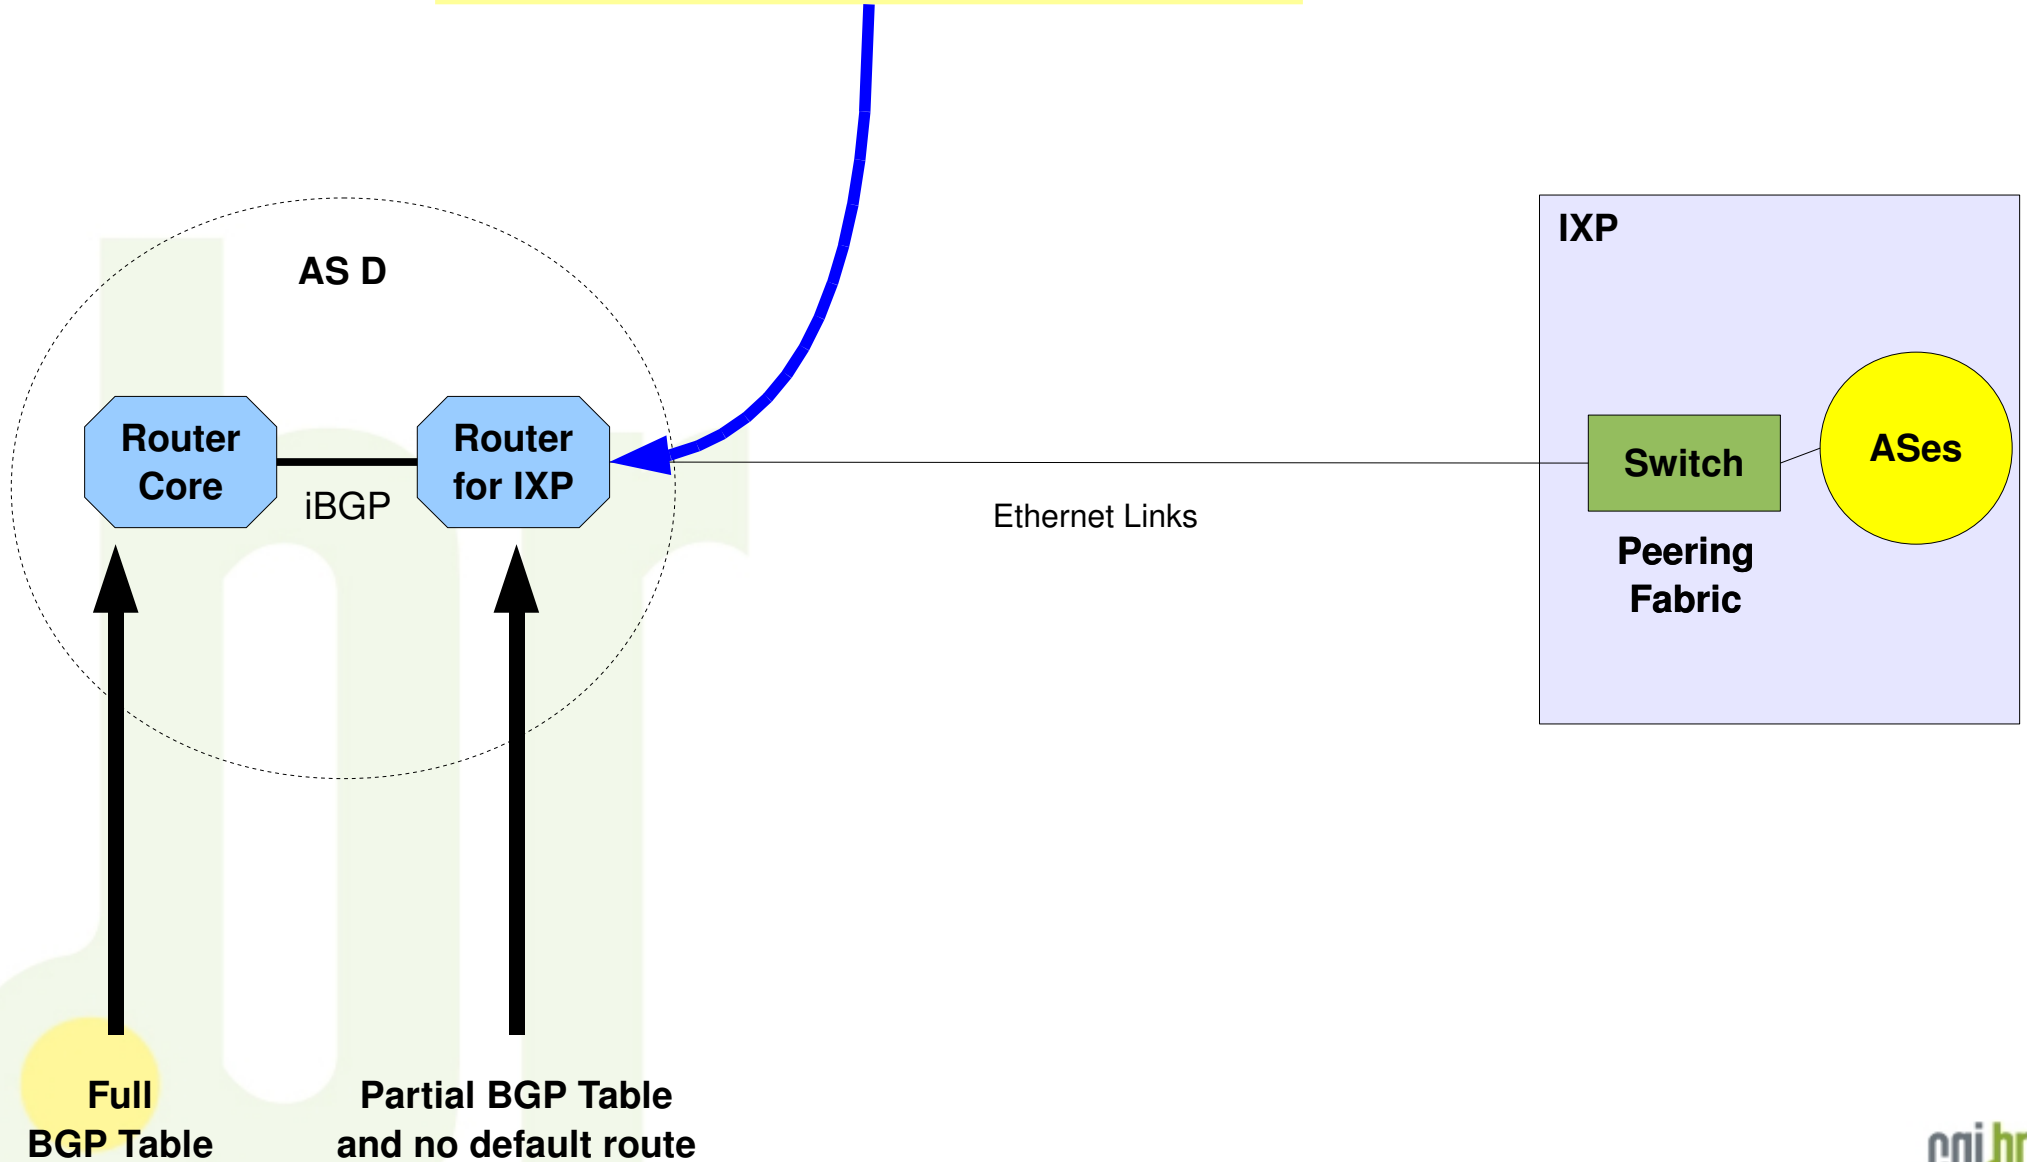 IXP
AS D
Router
Core
iBGP
Router
for IXP
Ethernet Links
Switch
ASes
Peering
Fabric
Full
BGP Table
Partial BGP Table
and no default route